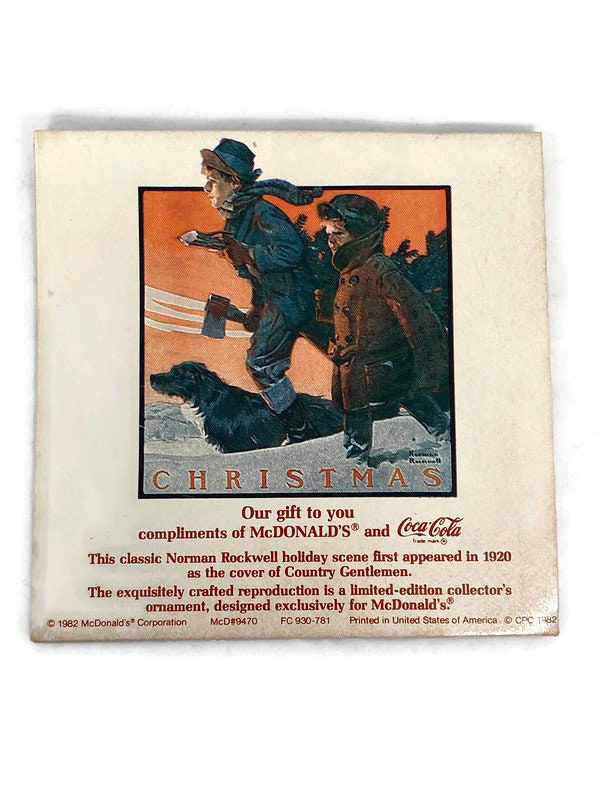 Norman
Rockwell
CHRISTMAS
Our gift to you
compliments of McDONALD'S® and Coca-Cola
Trade mark ®
This classic Norman Rockwell holiday scene first appeared in 1920
as the cover of Country Gentlemen.
The exquisitely crafted reproduction is a limited-edition collector's
ornament, designed exclusively for McDonald's.®
© 1982 McDonald's® Corporation McD#9470 FC 930-781 Printed in United States of America © CPC 1982